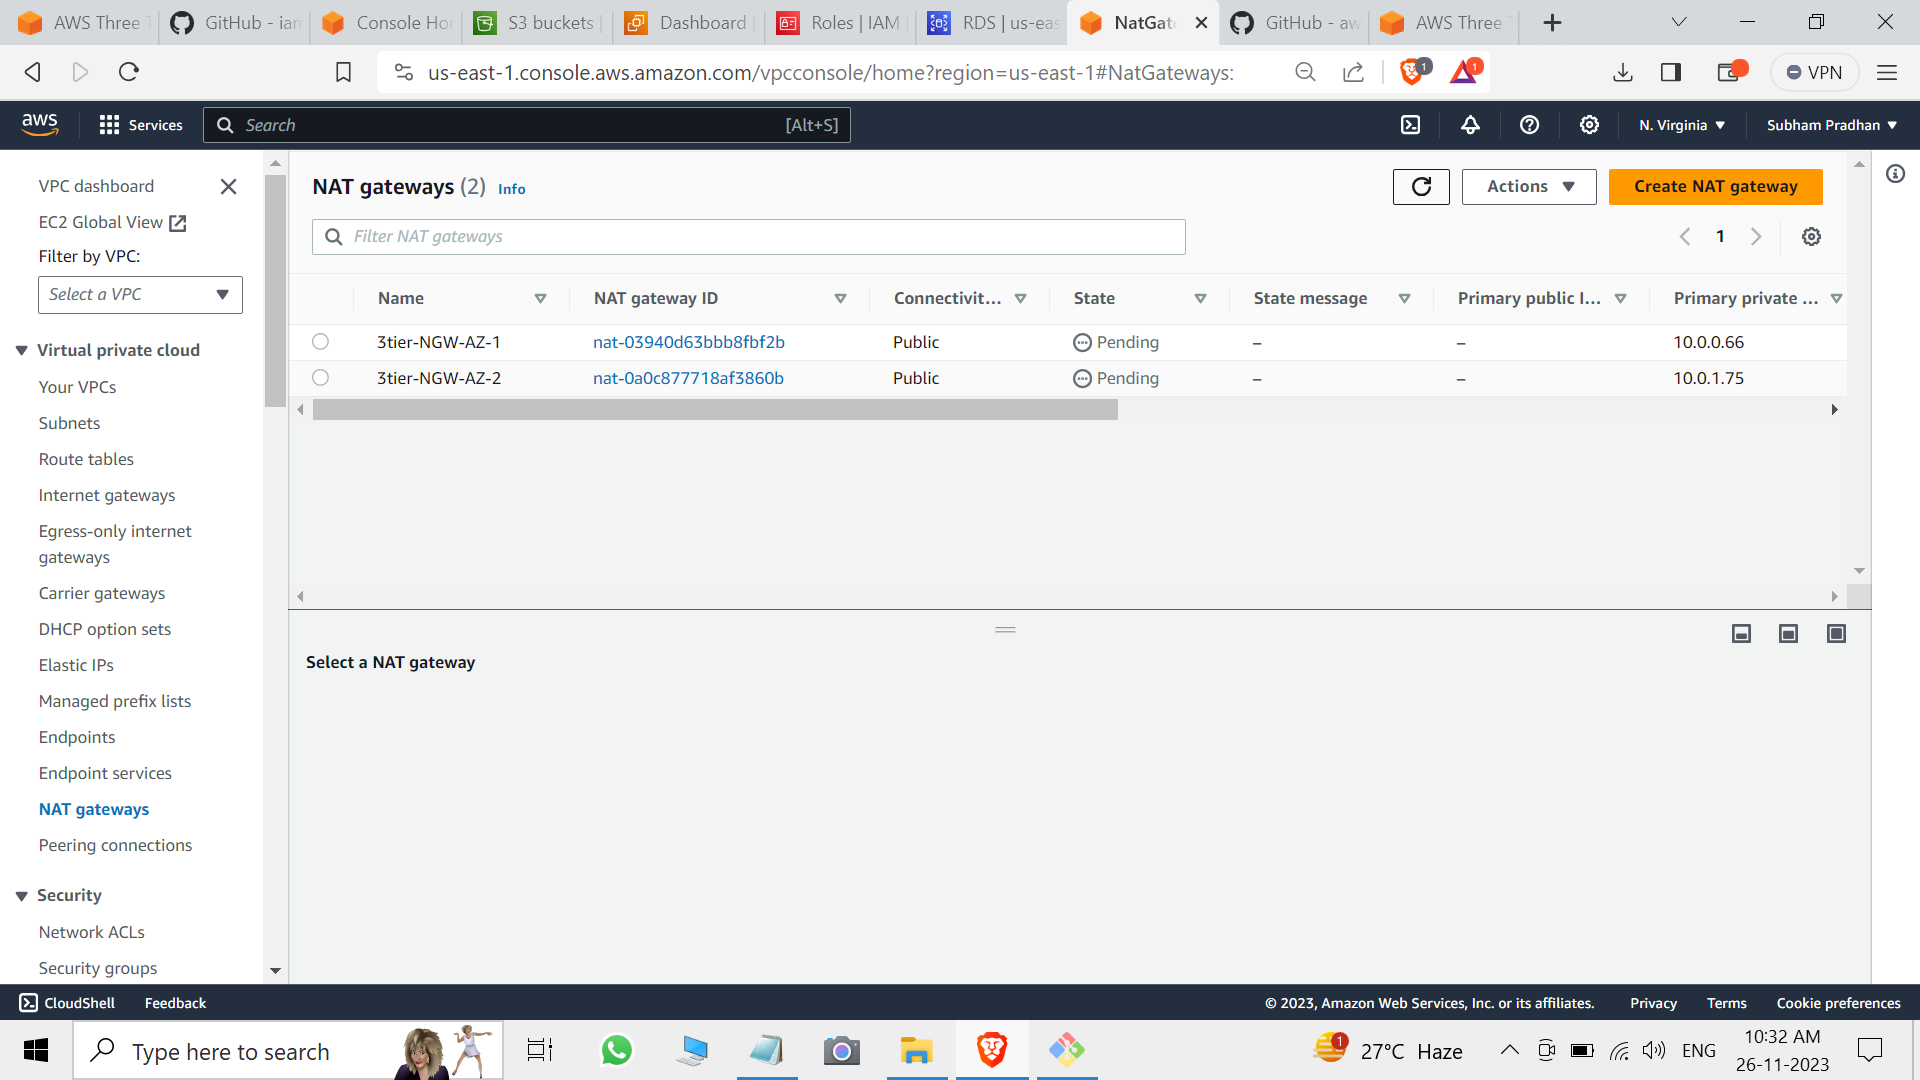 AWS Three T
GitHub - ian
Console Hor
S3 buckets |
Dashboard |
Roles | IAM |
RDS | us-eas
NatGate
GitHub - aw
AWS Three T
us-east-1.console.aws.amazon.com/vpcconsole/home?region=us-east-1#NatGateways:
1
1
VPN
aws
Services
Search
[Alt+S]
N. Virginia
Subham Pradhan
VPC dashboard
EC2 Global View
Filter by VPC:
Select a VPC
Virtual private cloud
Your VPCs
Subnets
Route tables
Internet gateways
Egress-only internet
gateways
Carrier gateways
DHCP option sets
Elastic IPs
Managed prefix lists
Endpoints
Endpoint services
NAT gateways
Peering connections
Security
Network ACLs
Security groups
NAT gateways (2) Info
Actions
Create NAT gateway
Filter NAT gateways
1
Name NAT gateway ID Connectivit... State State message Primary public I... Primary private ...
3tier-NGW-AZ-1 nat-03940d63bbb8fbf2b Public Pending – – 10.0.0.66
3tier-NGW-AZ-2 nat-0a0c877718af3860b Public Pending – – 10.0.1.75
Select a NAT gateway
CloudShell
Feedback
© 2023, Amazon Web Services, Inc. or its affiliates.
Privacy
Terms
Cookie preferences
Type here to search
1
27°C Haze
ENG
10:32 AM
26-11-2023